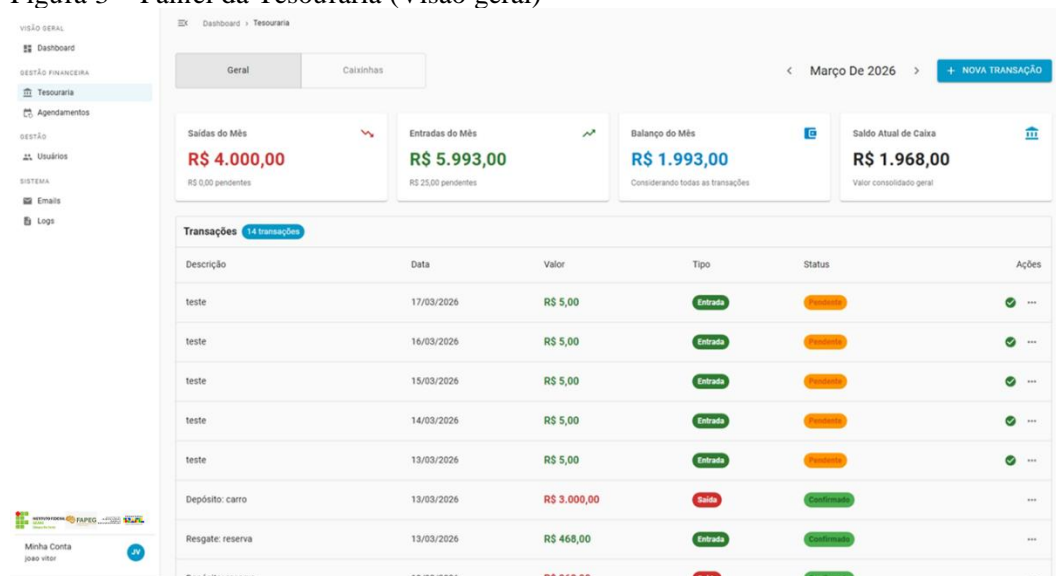 Figura 3 – Painel da Tesouraria (Visão geral)
VISÃO GERAL
Dashboard
GESTÃO FINANCEIRA
Tesouraria
Agendamentos
GESTÃO
Usuários
SISTEMA
Emails
Logs
FAPEG
Minha Conta
joao vitor
JV
Dashboard > Tesouraria
Geral Caixinhas
< Março De 2026 > + NOVA TRANSAÇÃO
Saídas do Mês
R$ 4.000,00
R$ 0,00 pendentes
Entradas do Mês
R$ 5.993,00
R$ 25,00 pendentes
Balanço do Mês
R$ 1.993,00
Considerando todas as transações
Saldo Atual de Caixa
R$ 1.968,00
Valor consolidado geral
Transações 14 transações
Descrição Data Valor Tipo Status Ações
teste 17/03/2026 R$ 5,00 Entrada Pendente ...
teste 16/03/2026 R$ 5,00 Entrada Pendente ...
teste 15/03/2026 R$ 5,00 Entrada Pendente ...
teste 14/03/2026 R$ 5,00 Entrada Pendente ...
teste 13/03/2026 R$ 5,00 Entrada Pendente ...
Depósito: carro 13/03/2026 R$ 3.000,00 Saída Confirmado ...
Resgate: reserva 13/03/2026 R$ 468,00 Entrada Confirmado ...